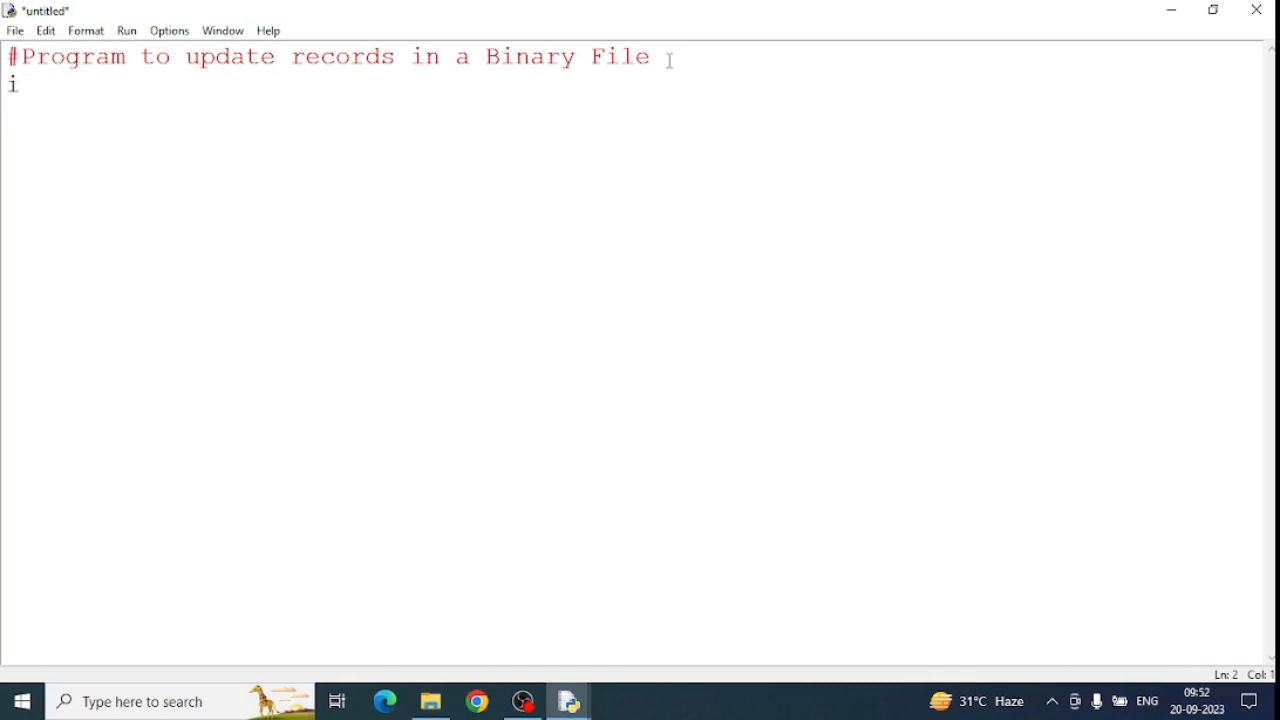 *untitled*
File Edit Format Run Options Window Help
#Program to update records in a Binary File
i
Ln: 2 Col: 1
Type here to search
31°C Haze
ENG
09:52
20-09-2023